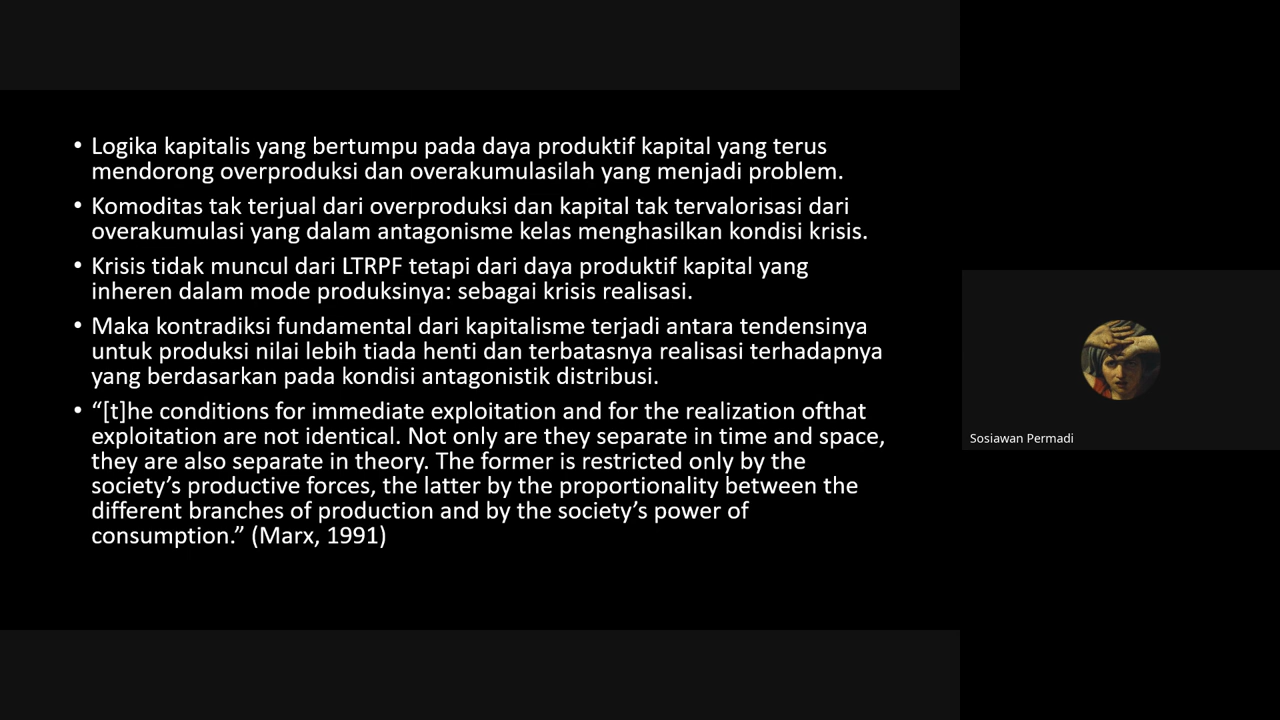 • Logika kapitalis yang bertumpu pada daya produktif kapital yang terus
mendorong overproduksi dan overakumulasilah yang menjadi problem.
• Komoditas tak terjual dari overproduksi dan kapital tak tervalorisasi dari
overakumulasi yang dalam antagonisme kelas menghasilkan kondisi krisis.
• Krisis tidak muncul dari LTRPF tetapi dari daya produktif kapital yang
inheren dalam mode produksinya: sebagai krisis realisasi.
• Maka kontradiksi fundamental dari kapitalisme terjadi antara tendensinya
untuk produksi nilai lebih tiada henti dan terbatasnya realisasi terhadapnya
yang berdasarkan pada kondisi antagonistik distribusi.
• “[t]he conditions for immediate exploitation and for the realization ofthat
exploitation are not identical. Not only are they separate in time and space,
they are also separate in theory. The former is restricted only by the
society’s productive forces, the latter by the proportionality between the
different branches of production and by the society’s power of
consumption.” (Marx, 1991)
Sosiawan Permadi